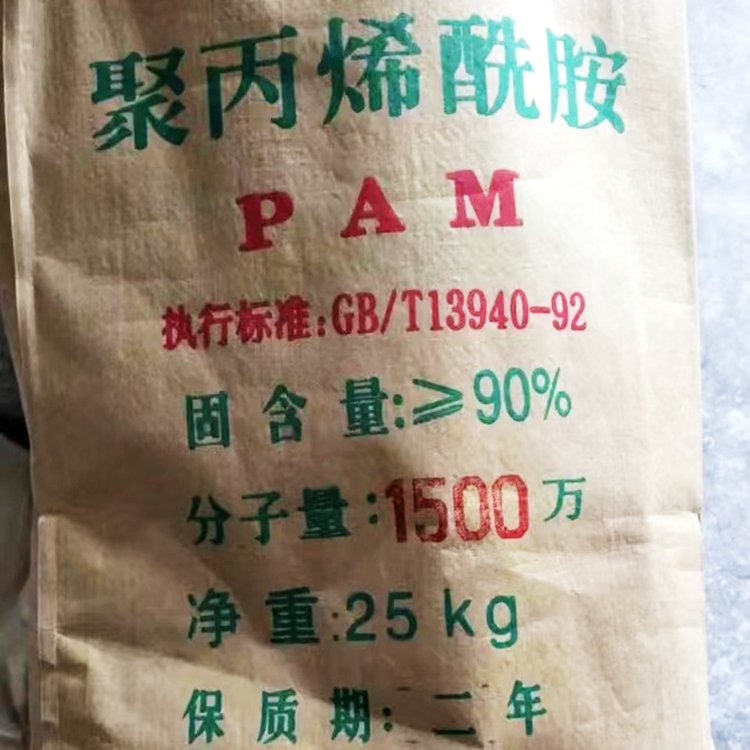 聚丙烯酰胺
PAM
执行标准:GB/T13940-92
固含量:≥90%
分子量:1500万
净重:25kg
保质期:二年